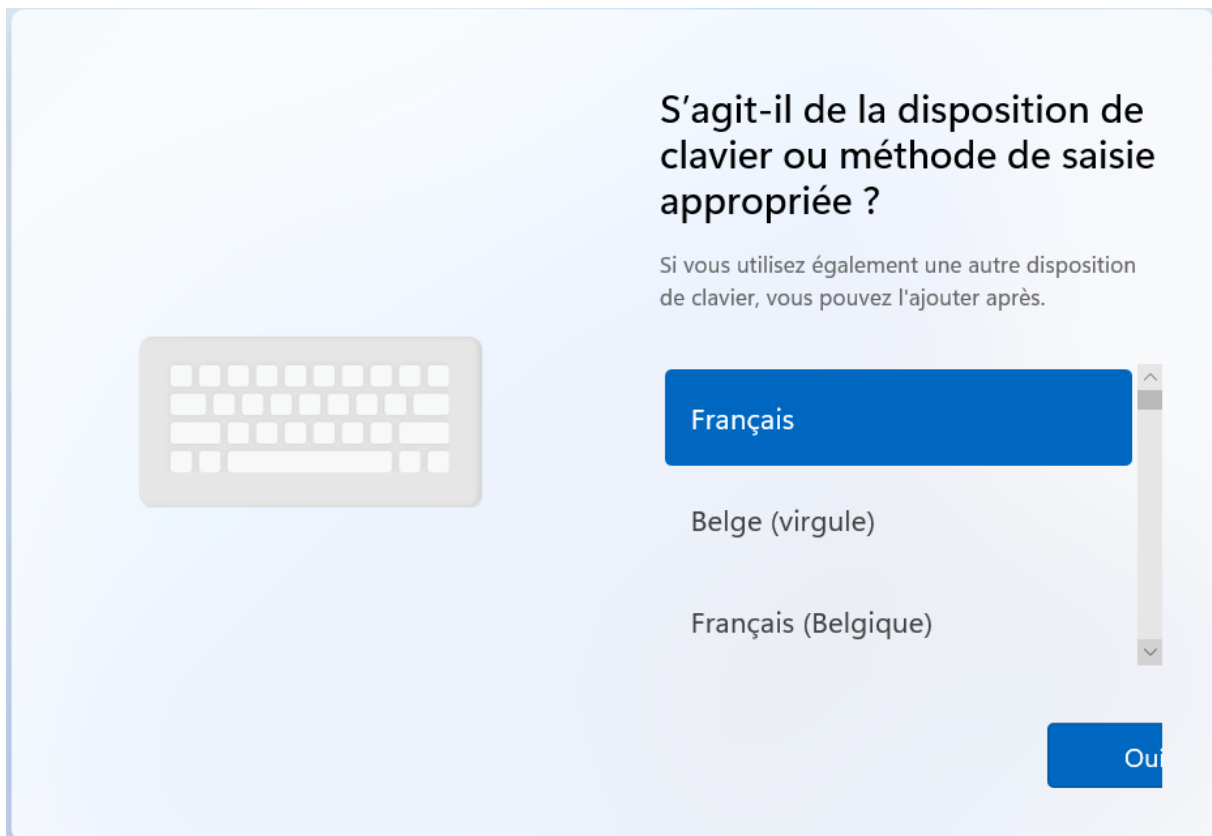 S’agit-il de la disposition de
clavier ou méthode de saisie
appropriée ?
Si vous utilisez également une autre disposition
de clavier, vous pouvez l'ajouter après.
Français
Belge (virgule)
Français (Belgique)
Oui